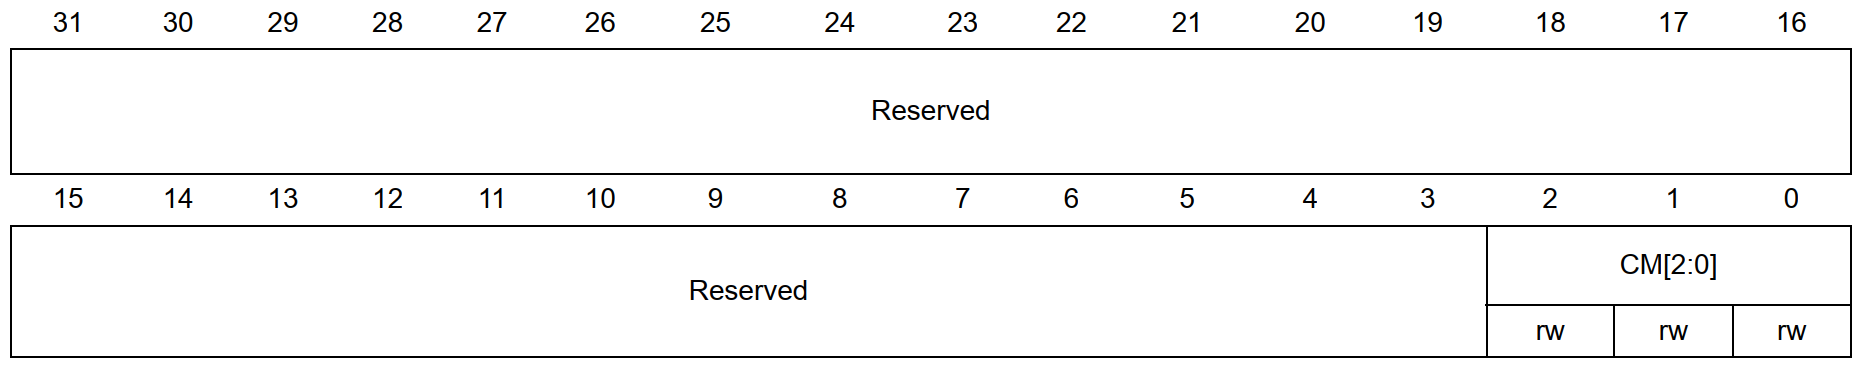 31 30 29 28 27 26 25 24 23 22 21 20 19 18 17 16
Reserved
15 14 13 12 11 10 9 8 7 6 5 4 3 2 1 0
Reserved
CM[2:0]
rw rw rw